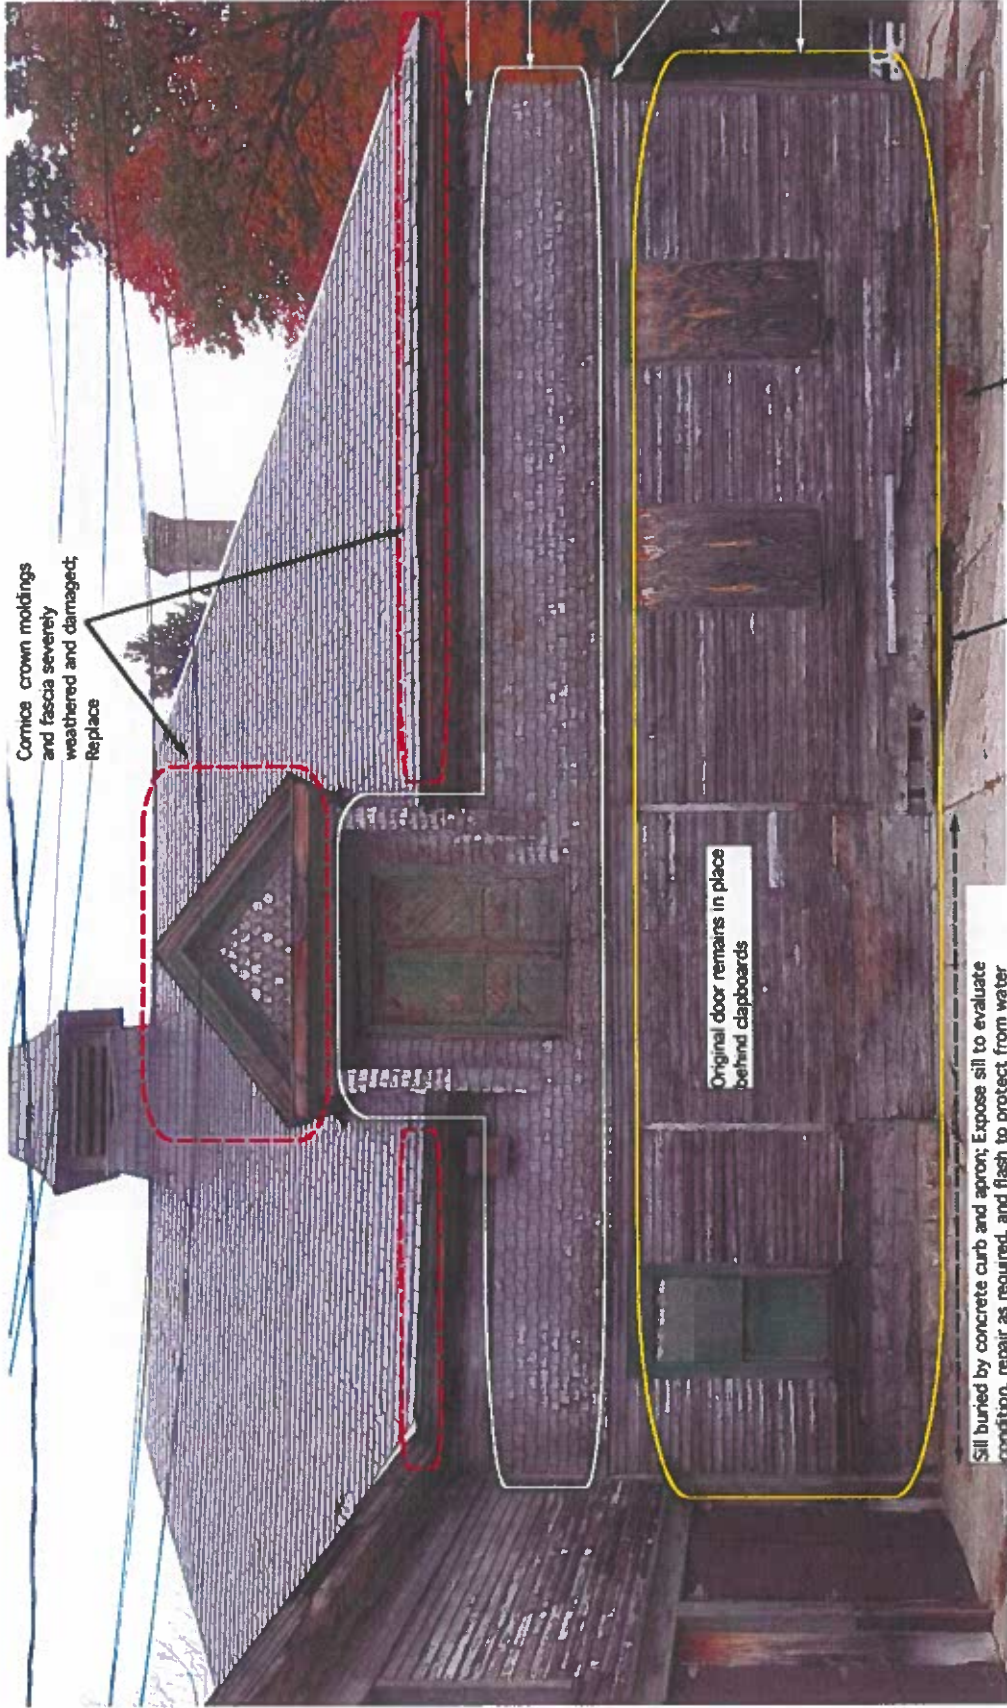 Cornice crown moldings
and fascia severely
weathered and damaged;
Replace
Original door remains in place
behind clapboards
Sill buried by concrete curb and apron; Expose sill to evaluate
condition, repair as required, and flash to protect from water